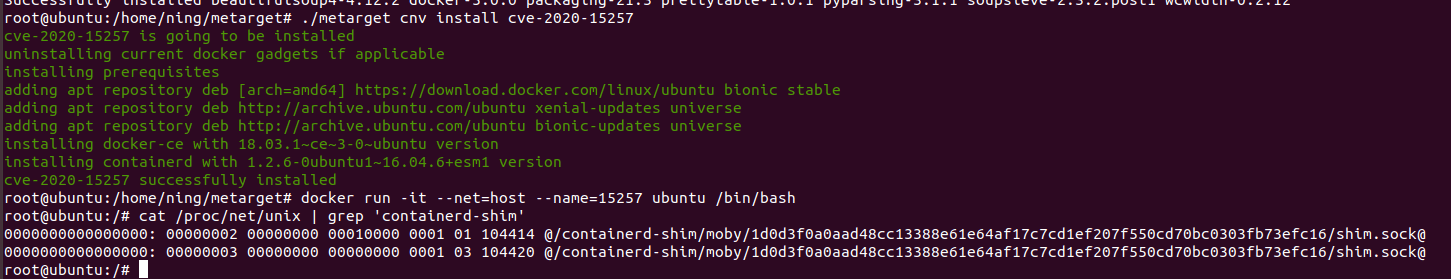 Successfully installed beautifulsoup4-4.12.2 docker-3.0.0 packaging-21.3 prettytable-1.0.1 pyparsing-3.1.1 soupsieve-2.3.2.post1 wcwidth-0.2.12
root@ubuntu:/home/ning/metarget# ./metarget cnv install cve-2020-15257
cve-2020-15257 is going to be installed
uninstalling current docker gadgets if applicable
installing prerequisites
adding apt repository deb [arch=amd64] https://download.docker.com/linux/ubuntu bionic stable
adding apt repository deb http://archive.ubuntu.com/ubuntu xenial-updates universe
adding apt repository deb http://archive.ubuntu.com/ubuntu bionic-updates universe
installing docker-ce with 18.03.1~ce~3-0~ubuntu version
installing containerd with 1.2.6-0ubuntu1~16.04.6+esm1 version
cve-2020-15257 successfully installed
root@ubuntu:/home/ning/metarget# docker run -it --net=host --name=15257 ubuntu /bin/bash
root@ubuntu:/# cat /proc/net/unix | grep 'containerd-shim'
0000000000000000: 00000002 00000000 00010000 0001 01 104414 @/containerd-shim/moby/1d0d3f0a0aad48cc13388e61e64af17c7cd1ef207f550cd70bc0303fb73efc16/shim.sock@
0000000000000000: 00000003 00000000 00000000 0001 03 104420 @/containerd-shim/moby/1d0d3f0a0aad48cc13388e61e64af17c7cd1ef207f550cd70bc0303fb73efc16/shim.sock@
root@ubuntu:/#